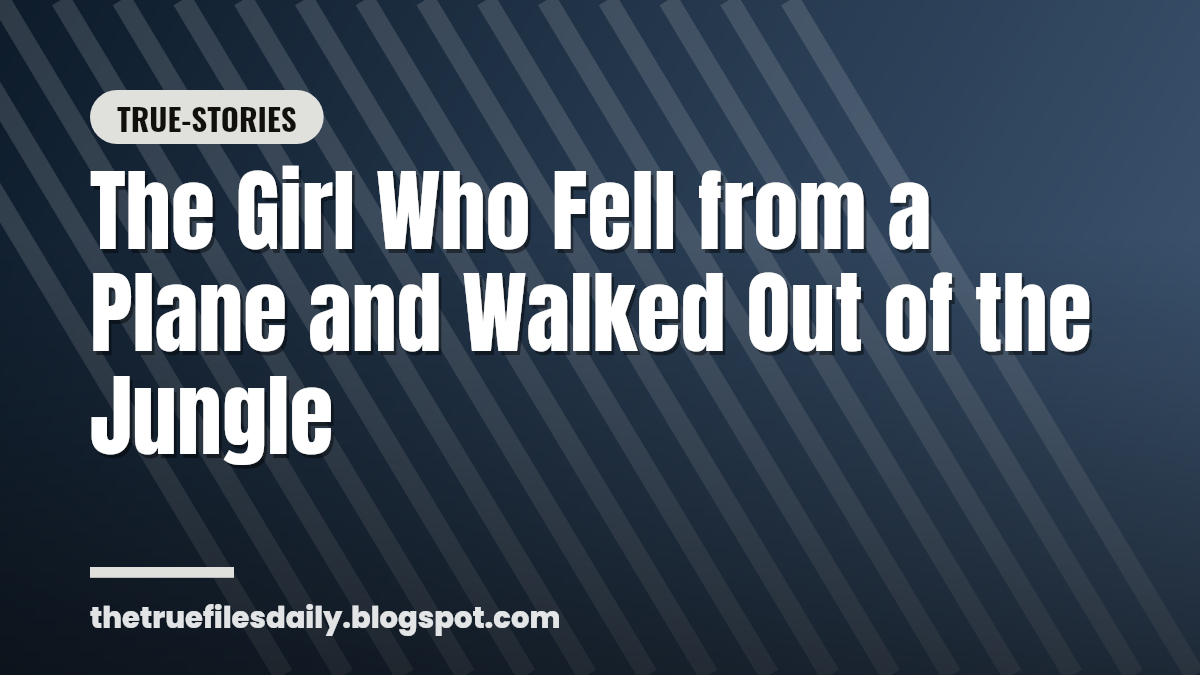 TRUE-STORIES
The Girl Who Fell from a
Plane and Walked Out of the
Jungle
thetruefilesdaily.blogspot.com